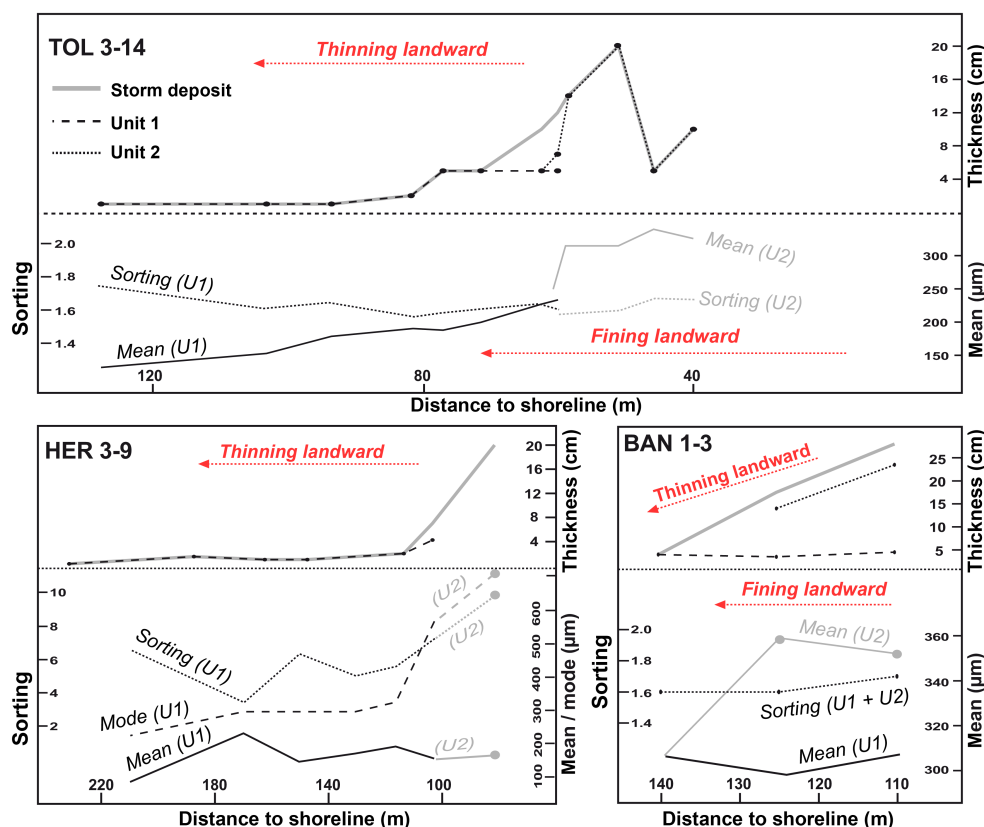 TOL 3-14
Thinning landward
Storm deposit
Unit 1
Unit 2
20
16
12
8
4
Thickness (cm)
2.0
1.8
1.6
1.4
Sorting
Sorting (U1)
Mean (U1)
Mean (U2)
Sorting (U2)
Fining landward
300
250
200
150
Mean (µm)
120
80
40
Distance to shoreline (m)
HER 3-9
Thinning landward
20
16
12
8
4
Thickness (cm)
10
8
6
4
2
Sorting
Sorting (U1)
Mode (U1)
Mean (U1)
(U2)
(U2)
(U2)
600
500
400
300
200
100
Mean / mode (µm)
220
180
140
100
Distance to shoreline (m)
BAN 1-3
Thinning landward
25
20
15
10
5
Thickness (cm)
Fining landward
2.0
1.8
1.6
1.4
Sorting
Mean (U2)
Sorting (U1 + U2)
Mean (U1)
360
340
320
310
300
Mean (µm)
140
130
120
110
Distance to shoreline (m)